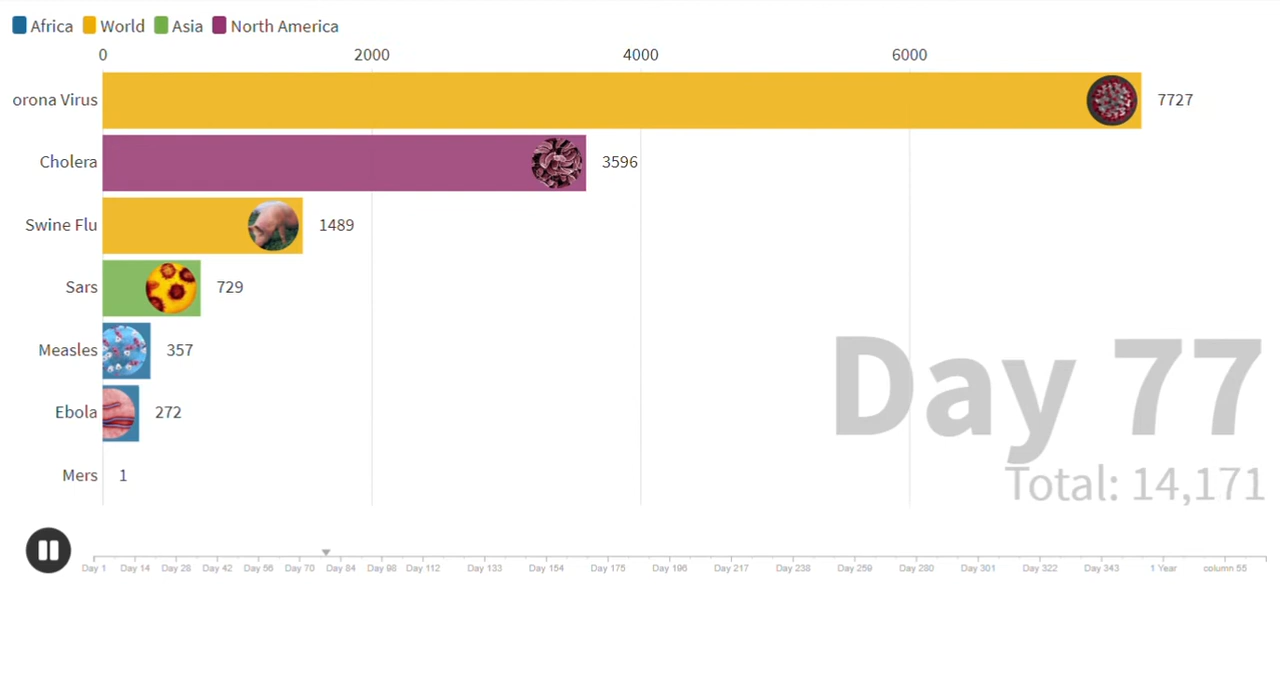 Africa World Asia North America
0 2000 4000 6000
orona Virus 7727
Cholera 3596
Swine Flu 1489
Sars 729
Measles 357
Ebola 272
Mers 1
Day 77
Total: 14,171
Day 1 Day 14 Day 28 Day 42 Day 56 Day 70 Day 84 Day 98 Day 112 Day 133 Day 154 Day 175 Day 196 Day 217 Day 238 Day 259 Day 280 Day 301 Day 322 Day 343 1 Year column 55